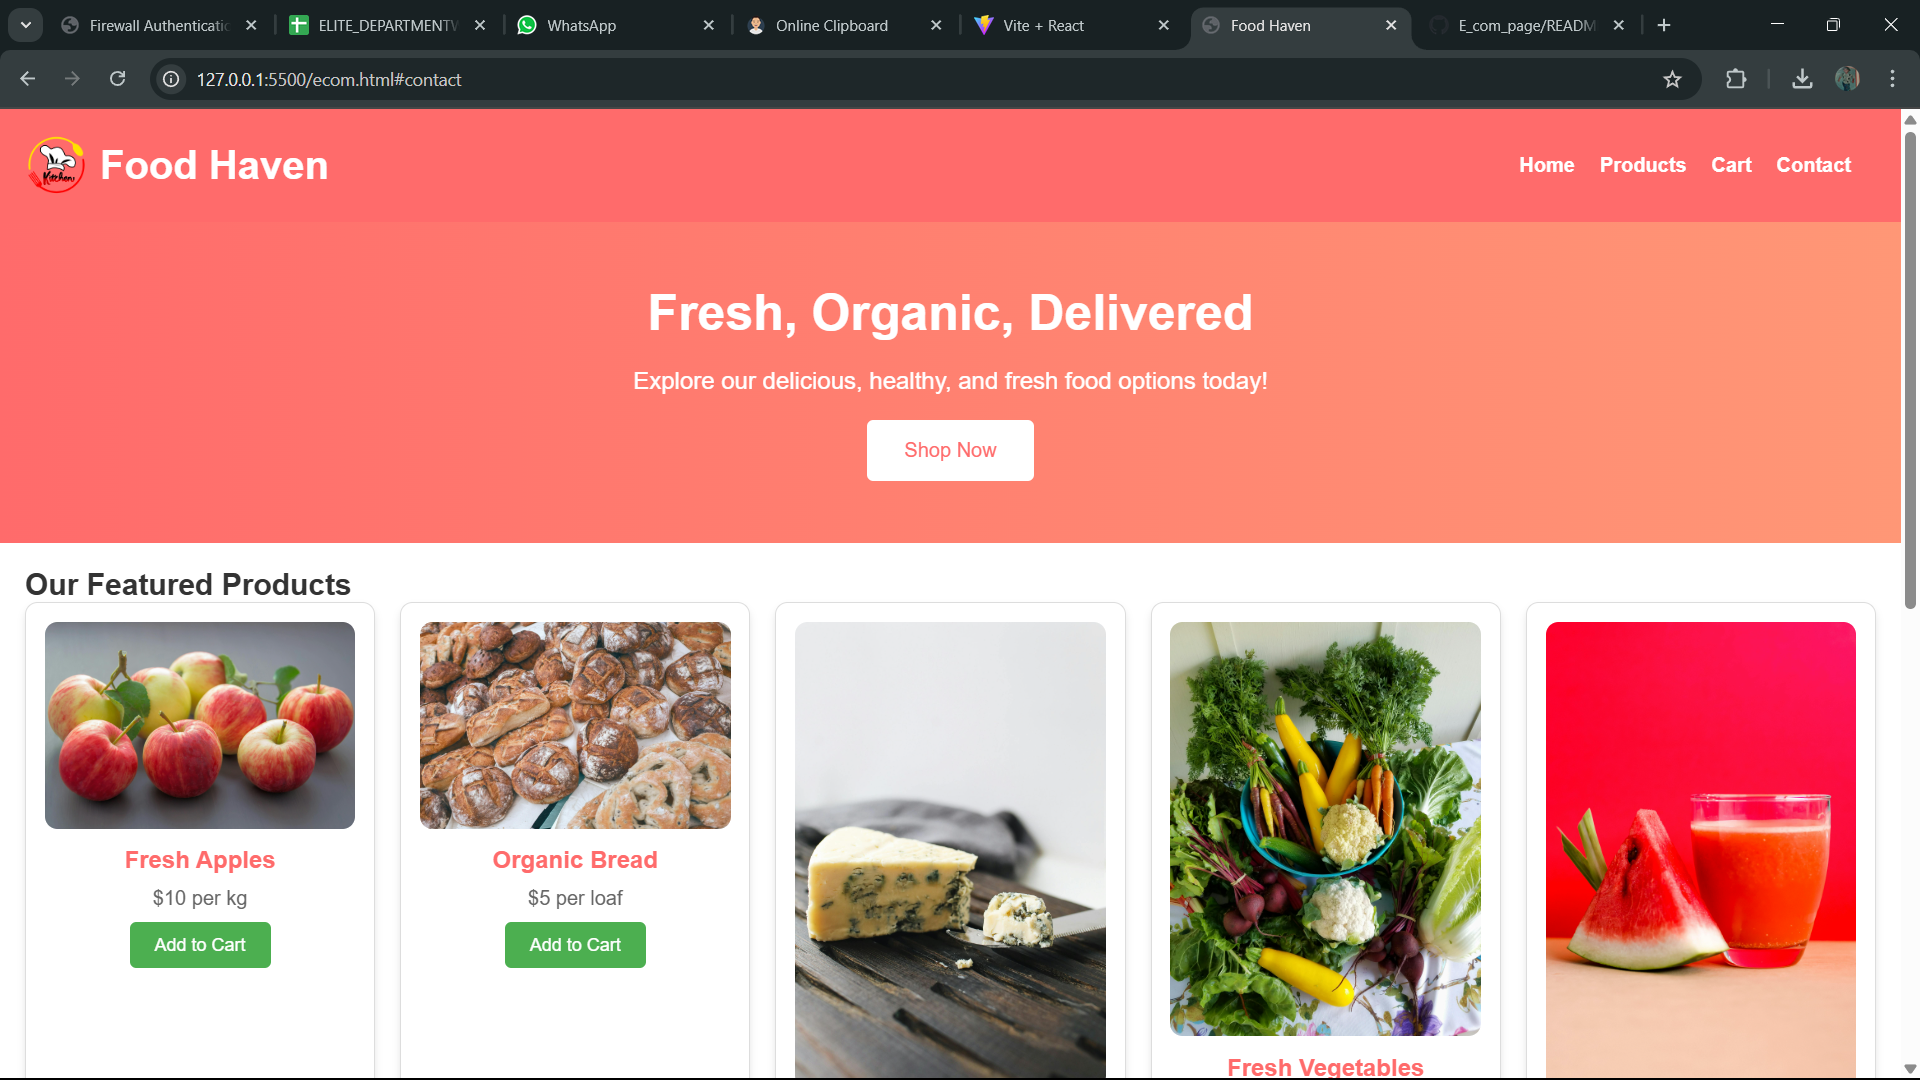 Firewall Authenticatic
ELITE_DEPARTMENTW
WhatsApp
Online Clipboard
Vite + React
Food Haven
E_com_page/READM
127.0.0.1:5500/ecom.html#contact
Kitchen
Food Haven
Home Products Cart Contact
Fresh, Organic, Delivered
Explore our delicious, healthy, and fresh food options today!
Shop Now
Our Featured Products
Fresh Apples
$10 per kg
Add to Cart
Organic Bread
$5 per loaf
Add to Cart
Fresh Vegetables